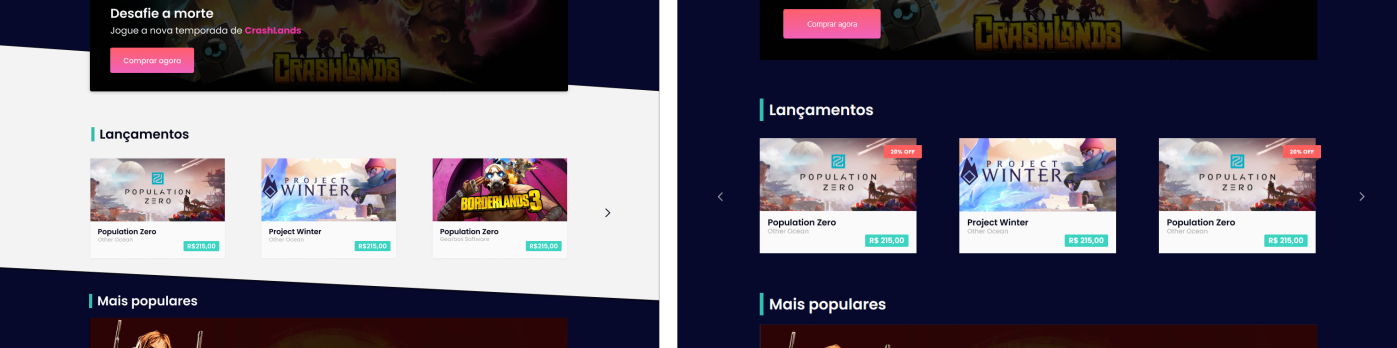 Desafie a morte
Jogue a nova temporada de CrashLands
Comprar agora
CRASHLANDS
Lançamentos
POPULATION ZERO
PROJECT WINTER
BORDERLANDS 3
Population Zero
Other Ocean
R$215,00
Project Winter
Other Ocean
R$215,00
Population Zero
Gearbox Software
R$215,00
Mais populares
Comprar agora
CRASHLANDS
Lançamentos
20% OFF
POPULATION ZERO
PROJECT WINTER
20% OFF
POPULATION ZERO
Population Zero
Other Ocean
R$ 215,00
Project Winter
Other Ocean
R$ 215,00
Population Zero
Other Ocean
R$ 215,00
Mais populares